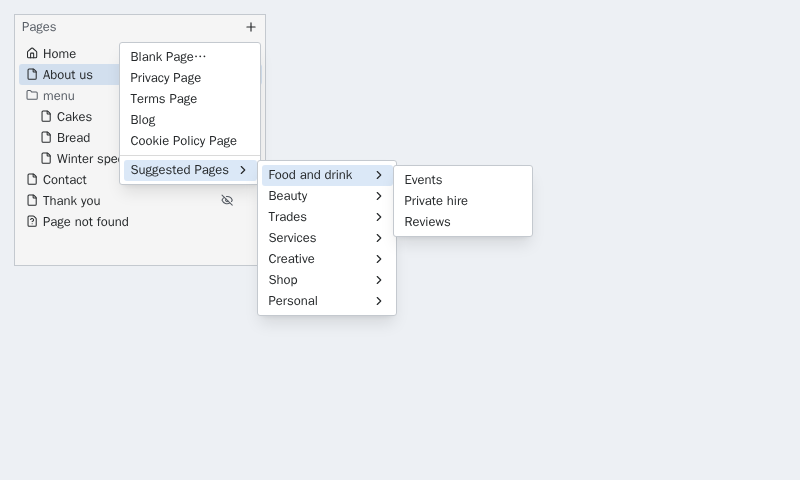 Pages
Home
About us
menu
Cakes
Bread
Winter spe
Contact
Thank you
Page not found
Blank Page···
Privacy Page
Terms Page
Blog
Cookie Policy Page
Suggested Pages
Food and drink
Beauty
Trades
Services
Creative
Shop
Personal
Events
Private hire
Reviews